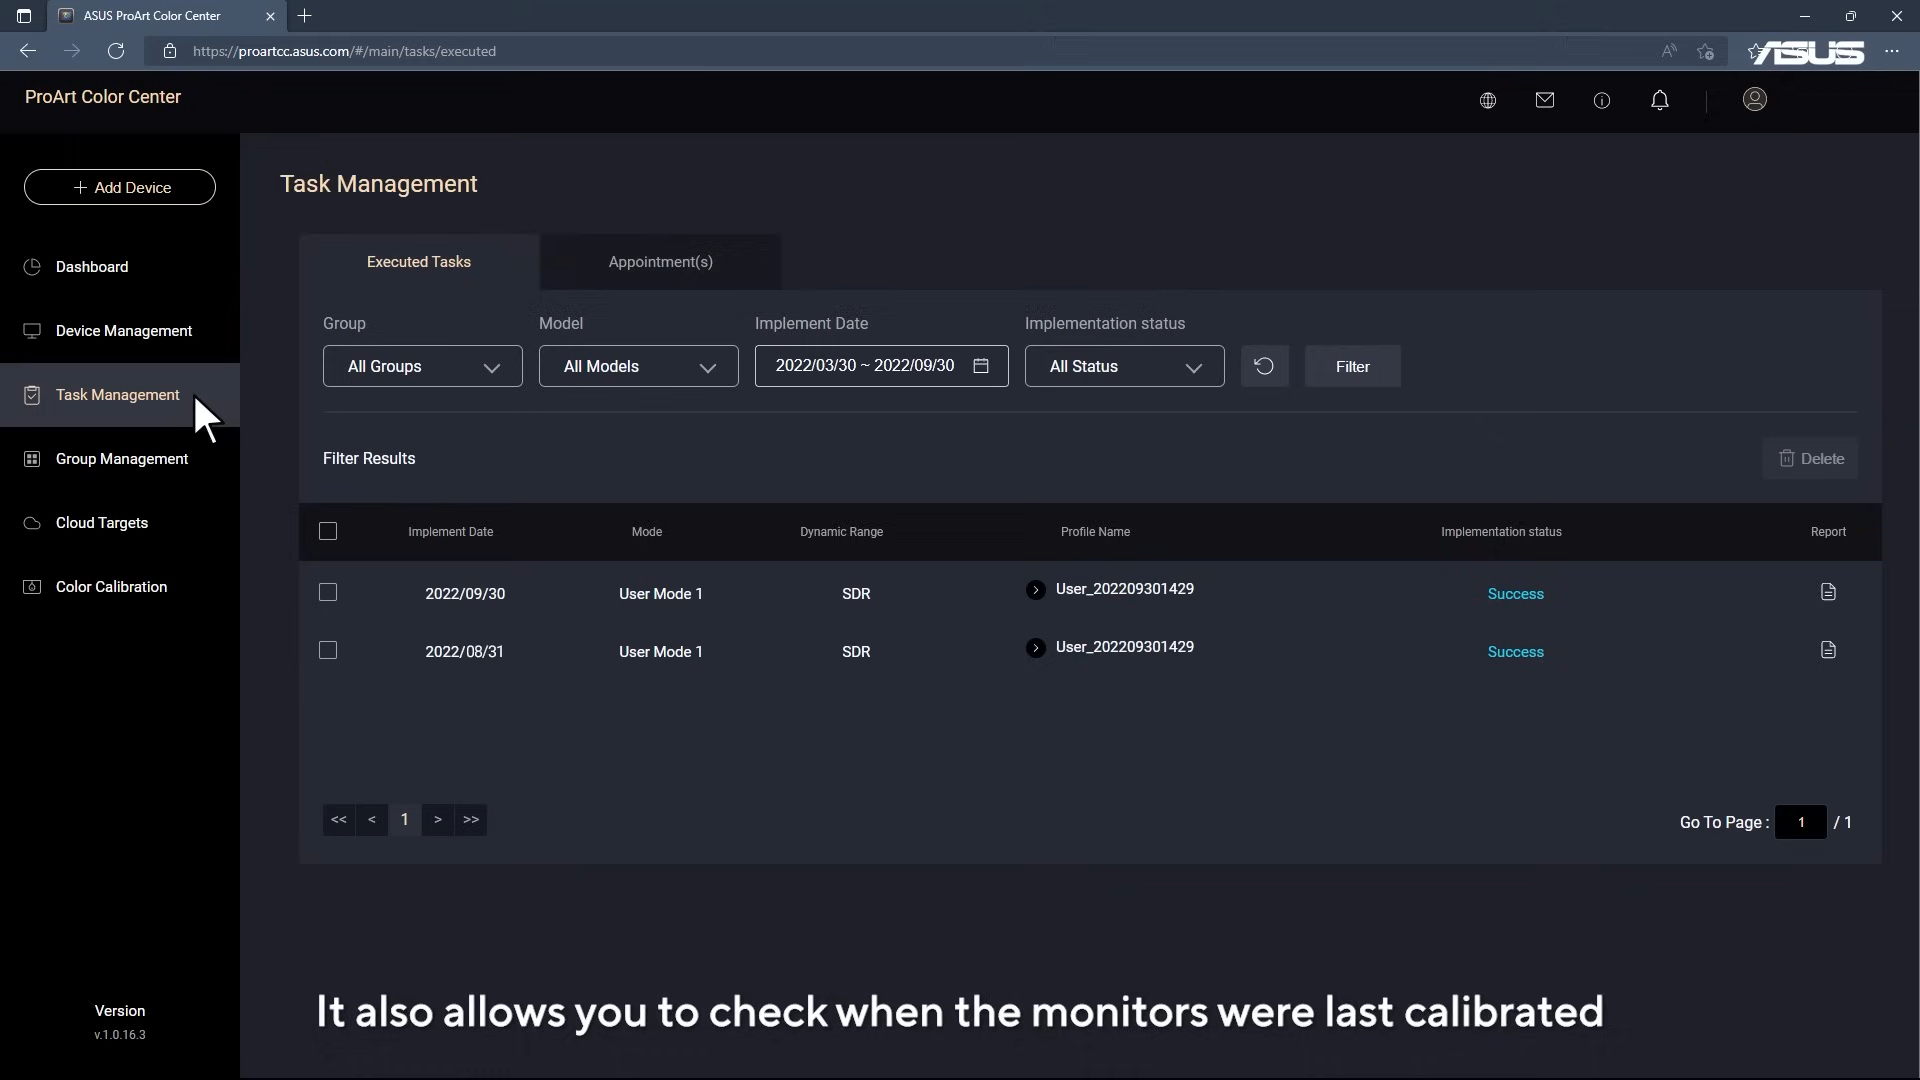 ASUS ProArt Color Center
https://proartcc.asus.com/#/main/tasks/executed
ASUS
ProArt Color Center
+ Add Device
Dashboard
Device Management
Task Management
Group Management
Cloud Targets
Color Calibration
Version
v.1.0.16.3
Task Management
Executed Tasks
Appointment(s)
Group
Model
Implement Date
Implementation status
All Groups
All Models
2022/03/30 ~ 2022/09/30
All Status
Filter
Filter Results
Delete
Implement Date Mode Dynamic Range Profile Name Implementation status Report
2022/09/30 User Mode 1 SDR User_202209301429 Success
2022/08/31 User Mode 1 SDR User_202209301429 Success
<< < 1 > >>
Go To Page : 1 / 1
It also allows you to check when the monitors were last calibrated